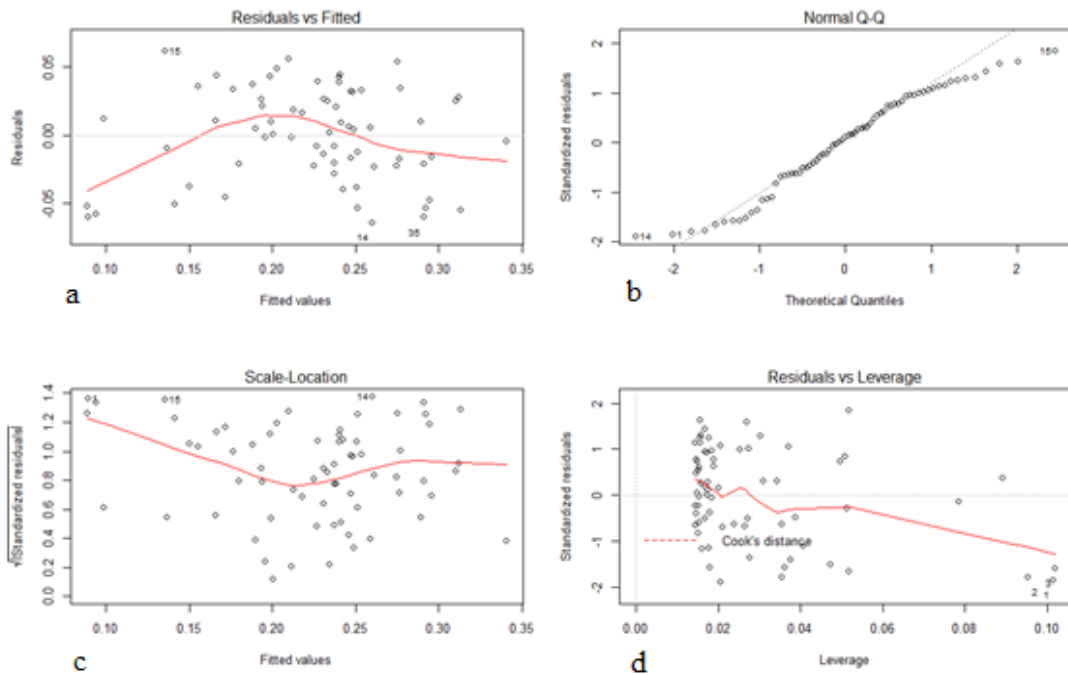 Residuals vs Fitted
Residuals
0.05
0.00
-0.05
15
14
35
0.10 0.15 0.20 0.25 0.30 0.35
Fitted values
a
Normal Q-Q
Standardized residuals
2
1
0
-1
-2
15
14
1
-2 -1 0 1 2
Theoretical Quantiles
b
Scale-Location
√|Standardized residuals|
1.4
1.2
1.0
0.8
0.6
0.4
0.2
0.0
1
15
14
0.10 0.15 0.20 0.25 0.30 0.35
Fitted values
c
Residuals vs Leverage
Standardized residuals
2
1
0
-1
-2
Cook's distance
2
1
0.00 0.02 0.04 0.06 0.08 0.10
Leverage
d